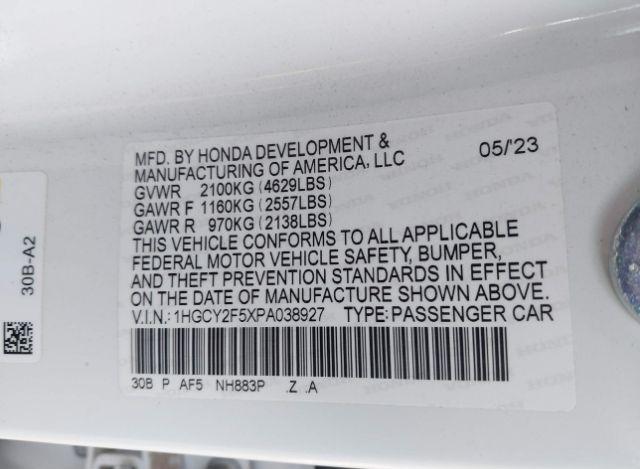 MFD. BY HONDA DEVELOPMENT &
MANUFACTURING OF AMERICA, LLC 05/'23
GVWR 2100KG (4629LBS)
GAWR F 1160KG (2557LBS)
GAWR R 970KG (2138LBS)
THIS VEHICLE CONFORMS TO ALL APPLICABLE
FEDERAL MOTOR VEHICLE SAFETY, BUMPER,
AND THEFT PREVENTION STANDARDS IN EFFECT
ON THE DATE OF MANUFACTURE SHOWN ABOVE.
V.I.N.: 1HGCY2F5XPA038927 TYPE: PASSENGER CAR
30B P AF5 NH883P .Z .A
30B-A2